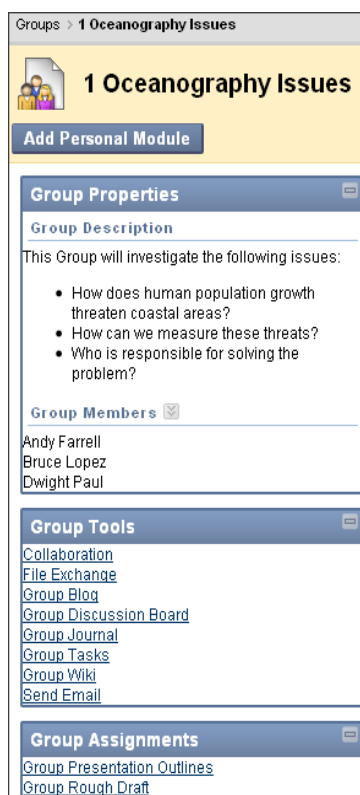 Groups > 1 Oceanography Issues
1 Oceanography Issues
Add Personal Module
Group Properties
Group Description
This Group will investigate the following issues:
• How does human population growth
threaten coastal areas?
• How can we measure these threats?
• Who is responsible for solving the
problem?
Group Members
Andy Farrell
Bruce Lopez
Dwight Paul
Group Tools
Collaboration
File Exchange
Group Blog
Group Discussion Board
Group Journal
Group Tasks
Group Wiki
Send Email
Group Assignments
Group Presentation Outlines
Group Rough Draft